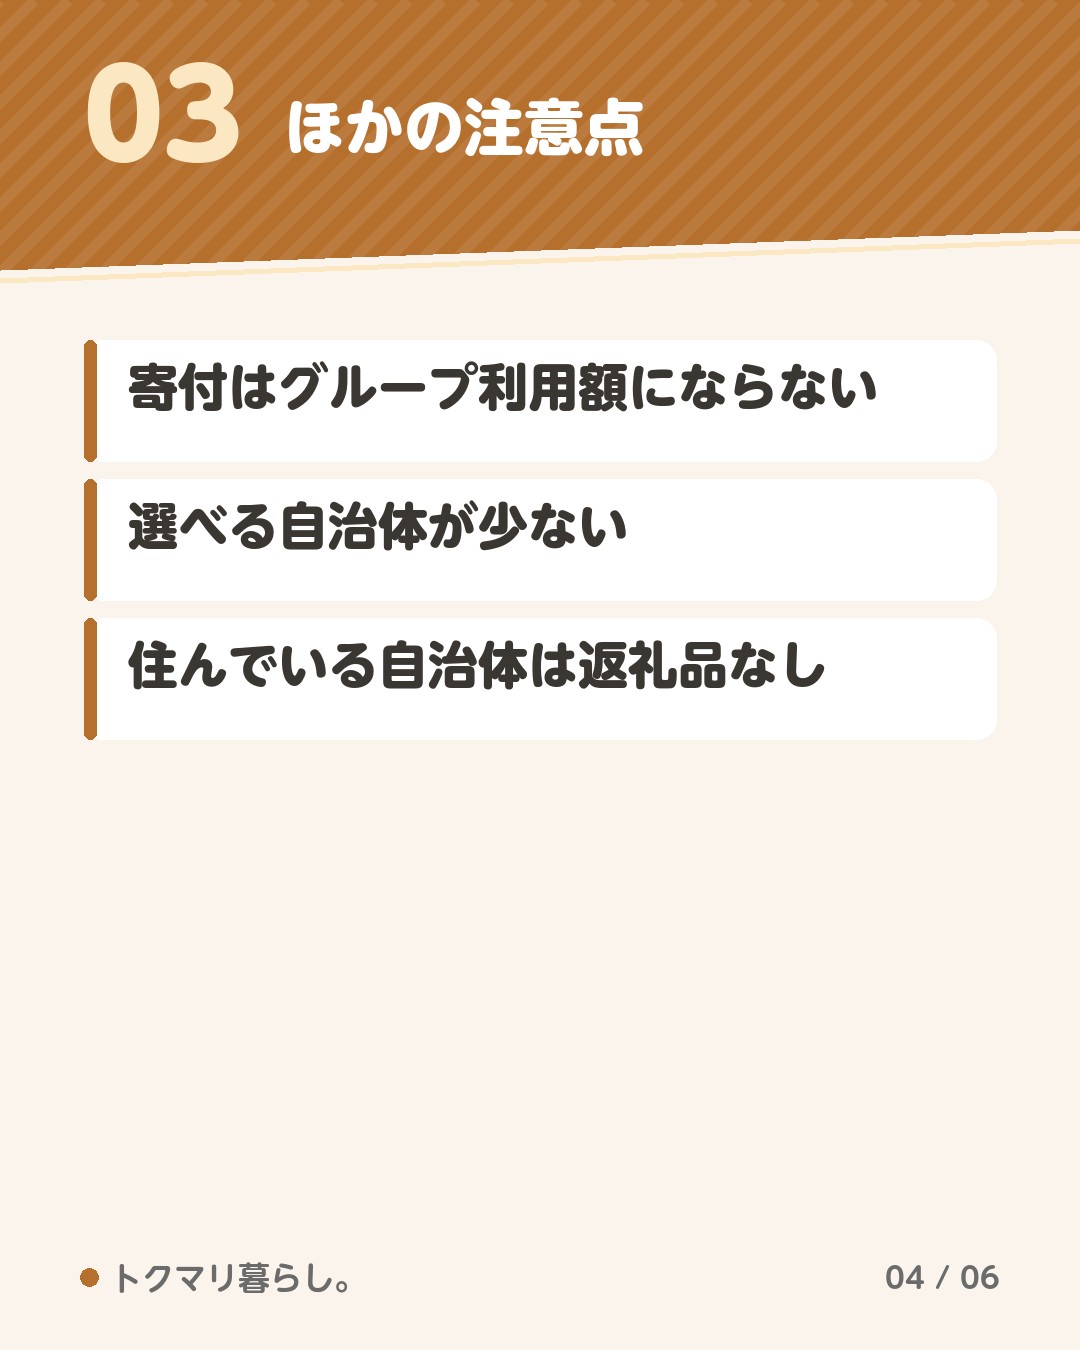 03 ほかの注意点
寄付はグループ利用額にならない
選べる自治体が少ない
住んでいる自治体は返礼品なし
トクマリ暮らし。
04 / 06